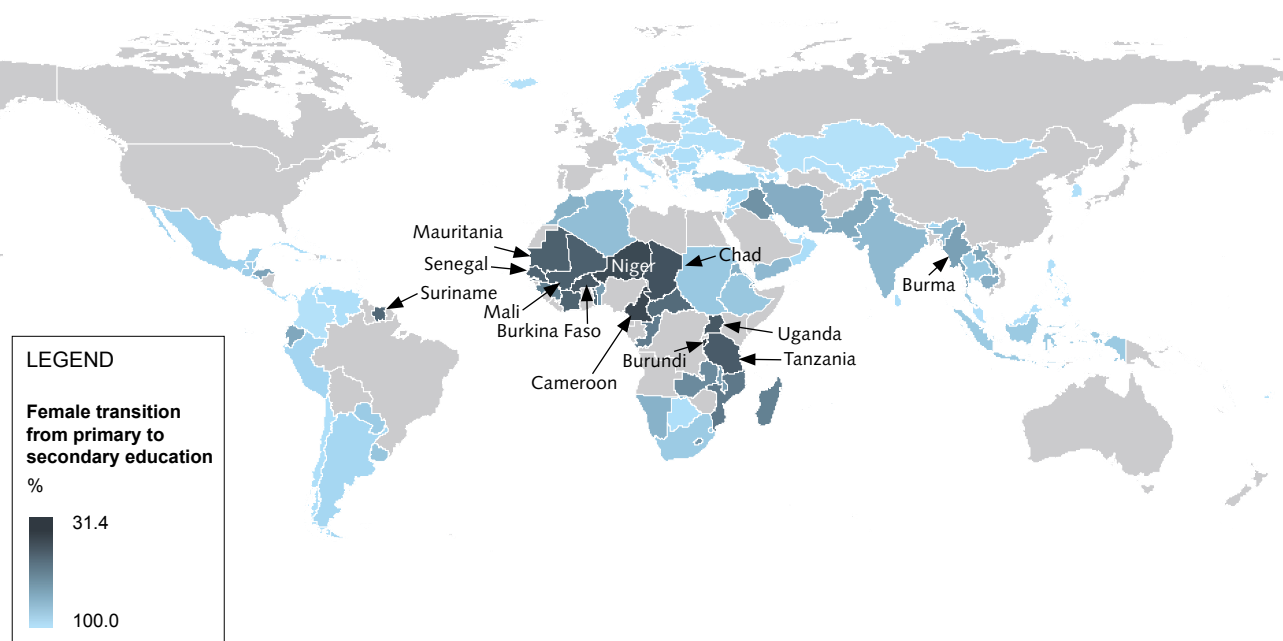 Mauritania
Senegal
Suriname
Mali
Burkina Faso
Niger
Chad
Burma
Uganda
Burundi
Tanzania
Cameroon
LEGEND
Female transition
from primary to
secondary education
%
31.4
100.0